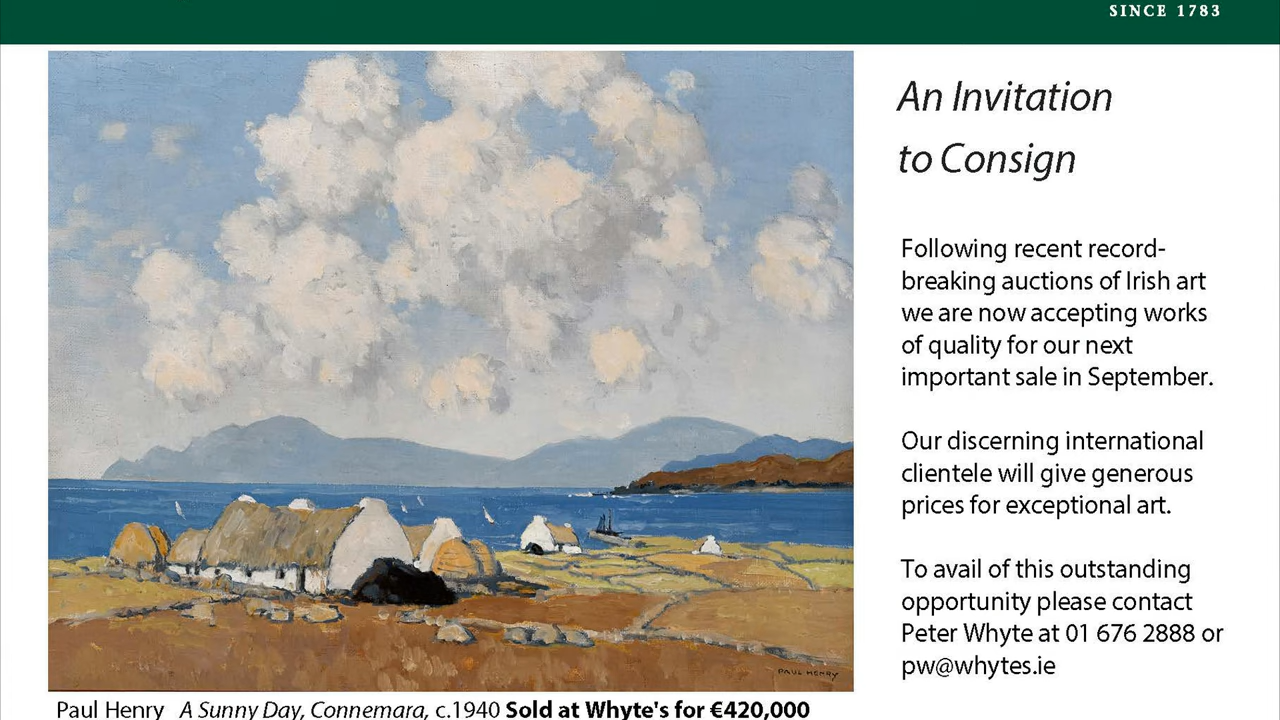 SINCE 1783
An Invitation
to Consign
Following recent record-
breaking auctions of Irish art
we are now accepting works
of quality for our next
important sale in September.
Our discerning international
clientele will give generous
prices for exceptional art.
To avail of this outstanding
opportunity please contact
Peter Whyte at 01 676 2888 or
pw@whytes.ie
PAUL HENRY
Paul Henry A Sunny Day, Connemara, c.1940 Sold at Whyte's for €420,000